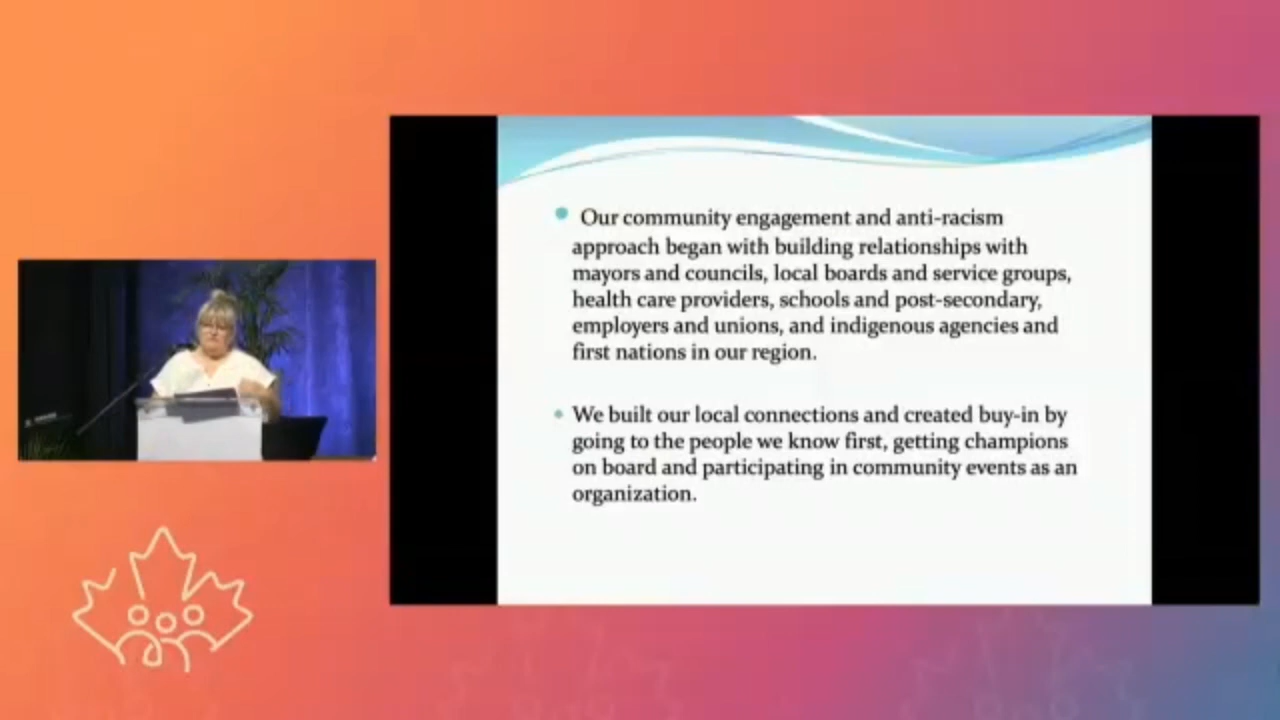 Our community engagement and anti-racism
approach began with building relationships with
mayors and councils, local boards and service groups,
health care providers, schools and post-secondary,
employers and unions, and indigenous agencies and
first nations in our region.
We built our local connections and created buy-in by
going to the people we know first, getting champions
on board and participating in community events as an
organization.